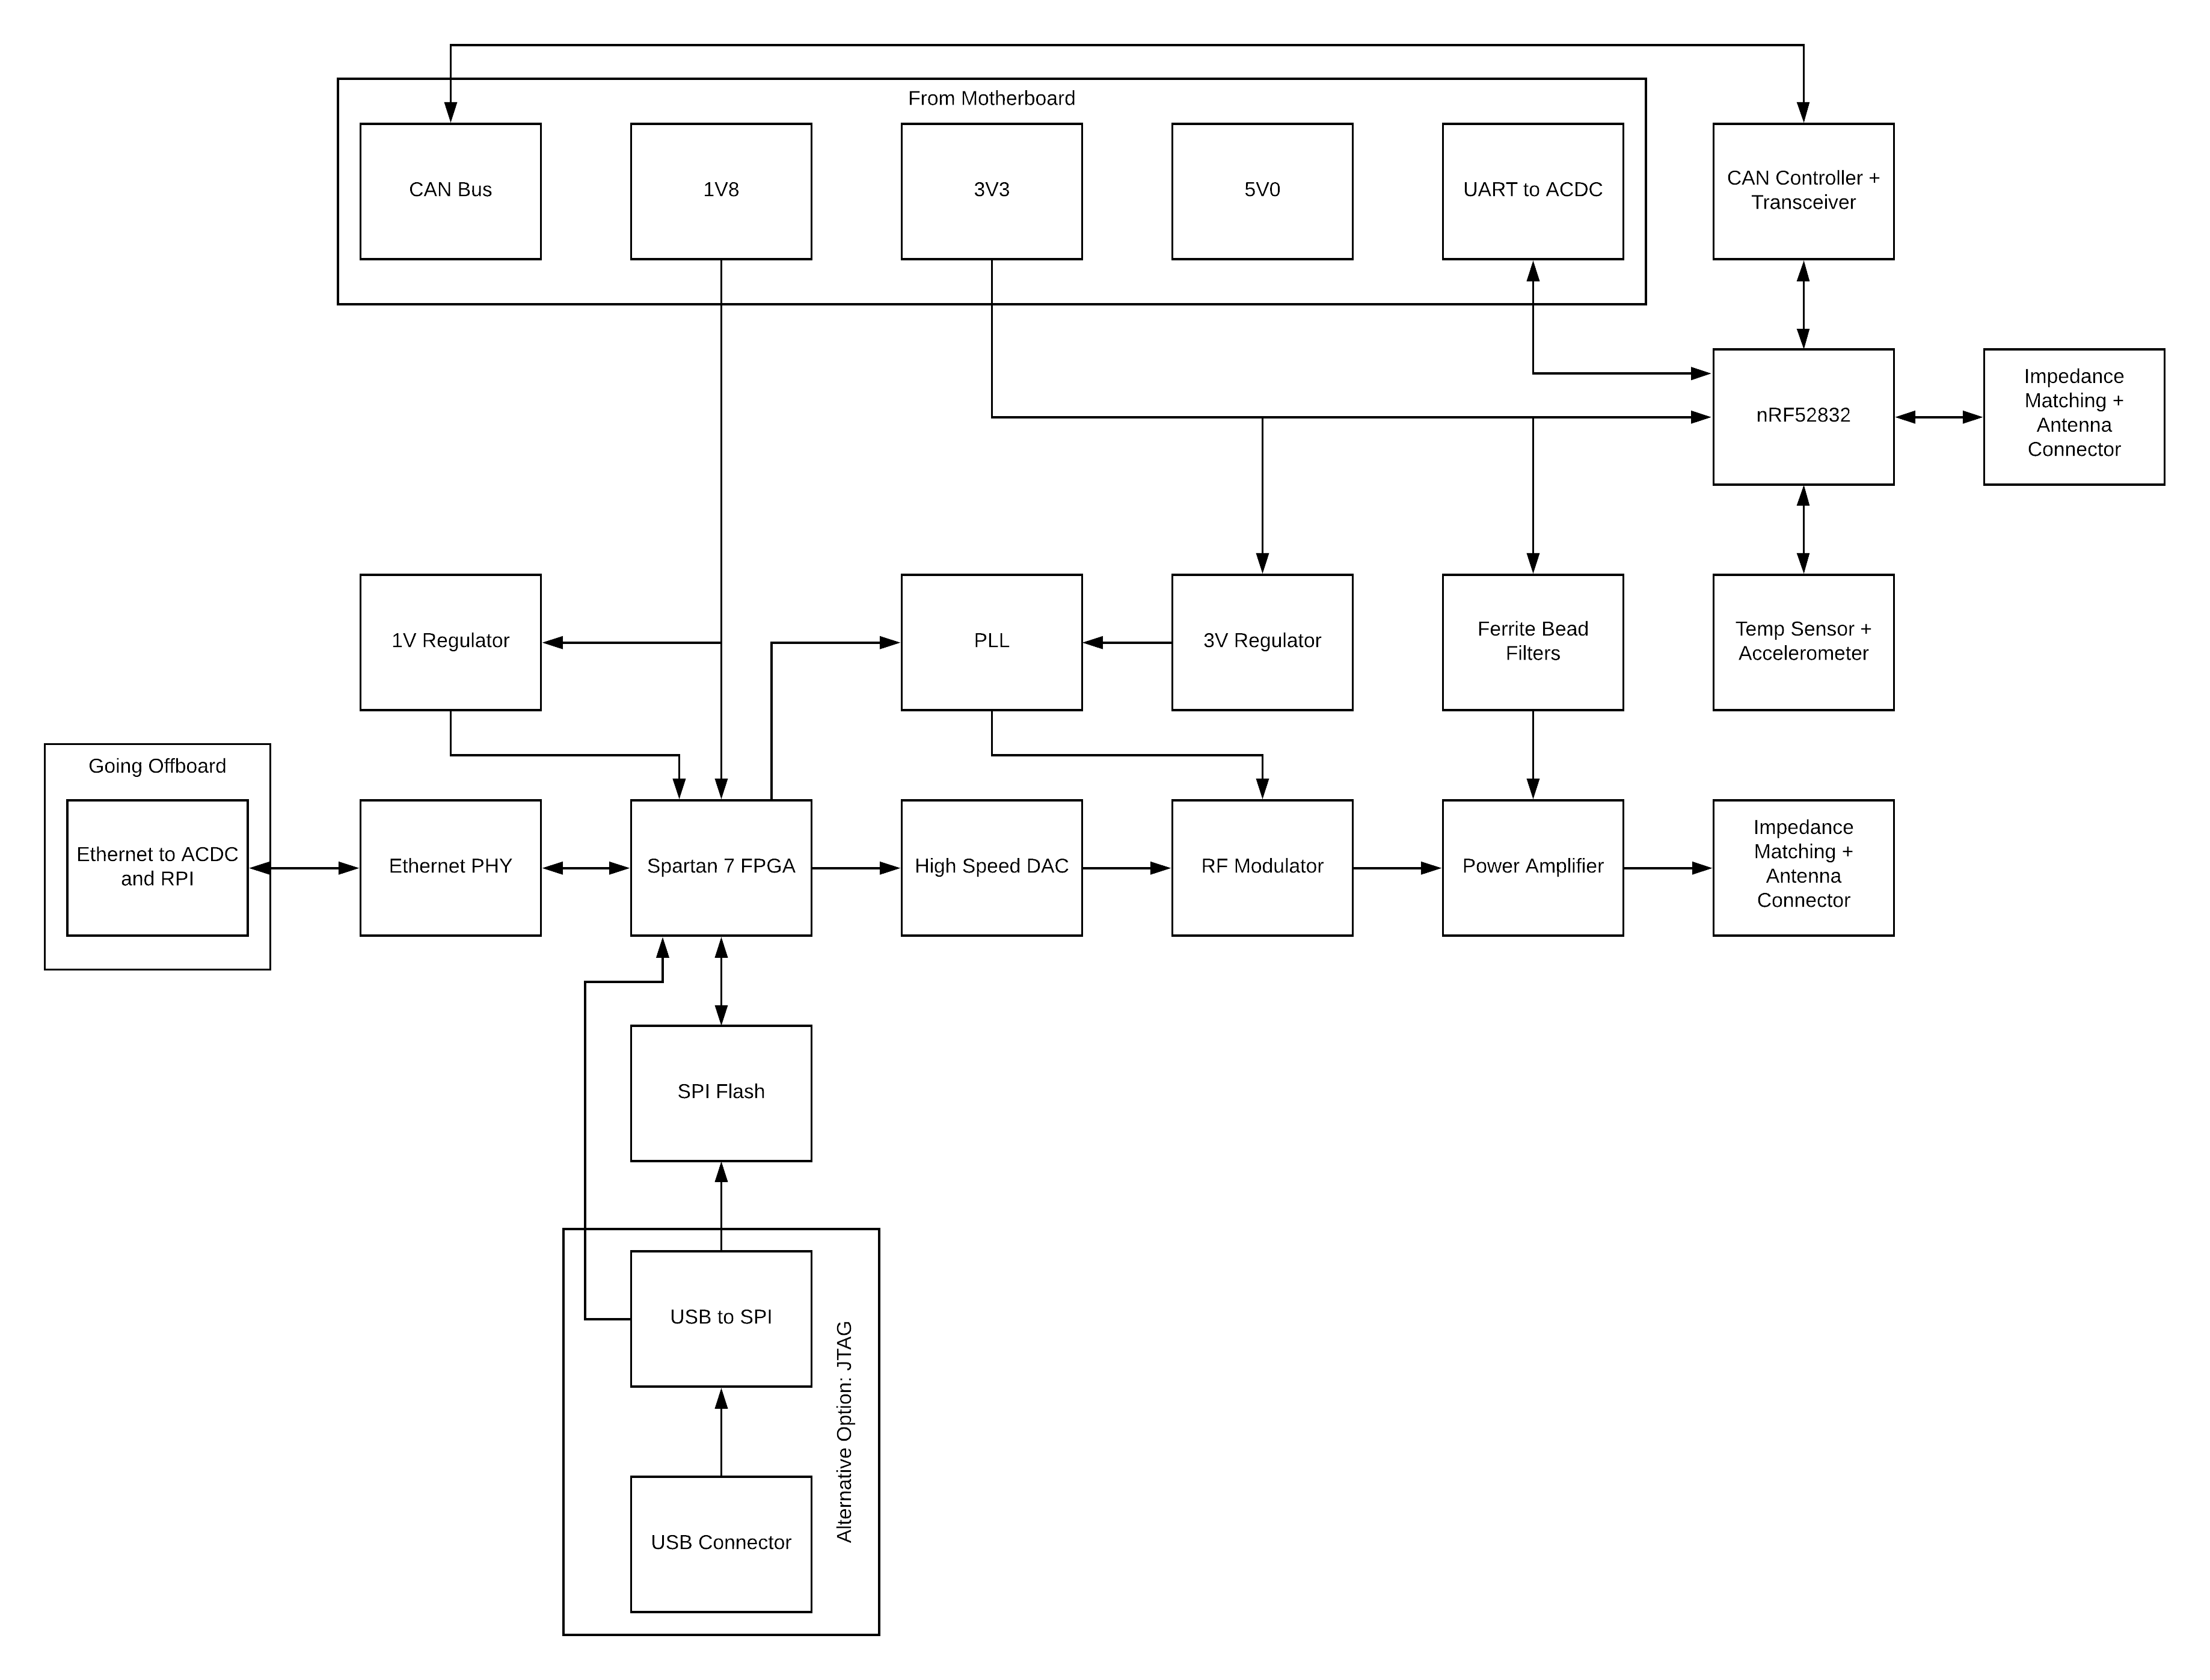 From Motherboard
CAN Bus
1V8
3V3
5V0
UART to ACDC
CAN Controller +
Transceiver
nRF52832
Impedance
Matching +
Antenna
Connector
1V Regulator
PLL
3V Regulator
Ferrite Bead
Filters
Temp Sensor +
Accelerometer
Going Offboard
Ethernet to ACDC
and RPI
Ethernet PHY
Spartan 7 FPGA
High Speed DAC
RF Modulator
Power Amplifier
Impedance
Matching +
Antenna
Connector
SPI Flash
USB to SPI
Alternative Option: JTAG
USB Connector